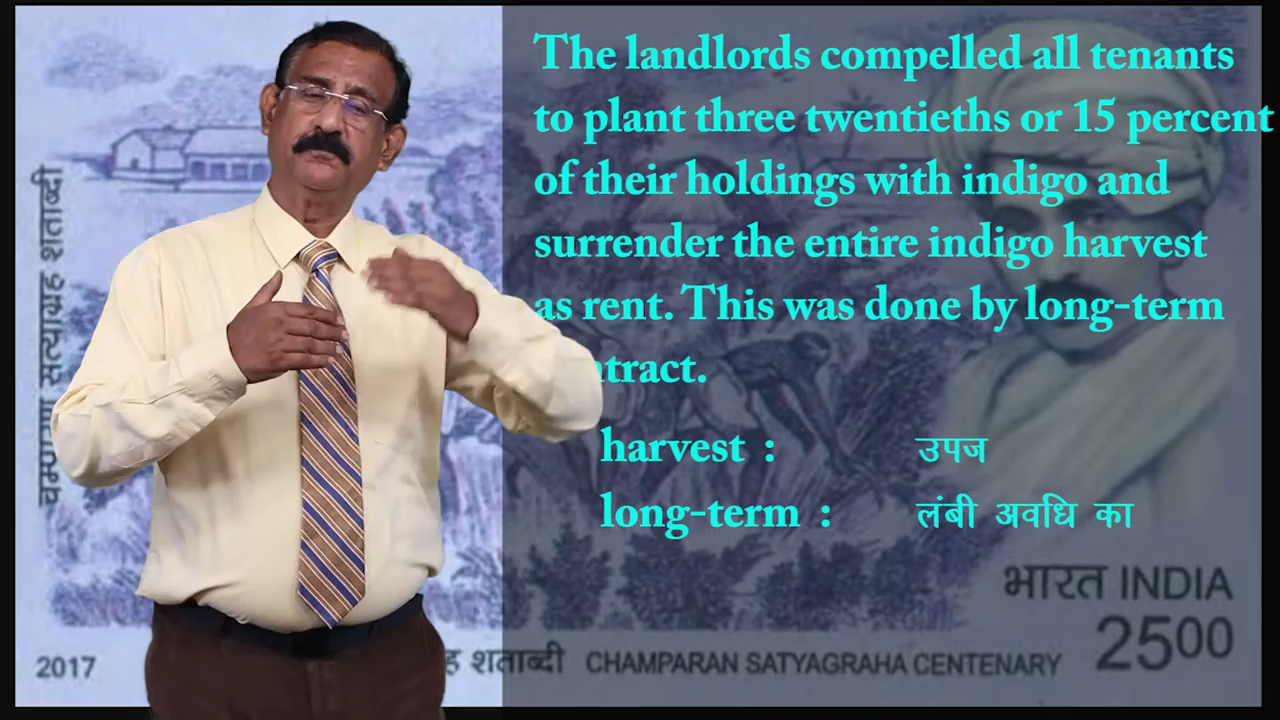 The landlords compelled all tenants
to plant three twentieths or 15 percent
of their holdings with indigo and
surrender the entire indigo harvest
as rent. This was done by long-term
harvest : उपज
long-term : लंबी अवधि का
भारत INDIA
2500
2017
शताब्दी CHAMPARAN SATYAGRAHA CENTENARY
सत्याग्रह शताब्दी